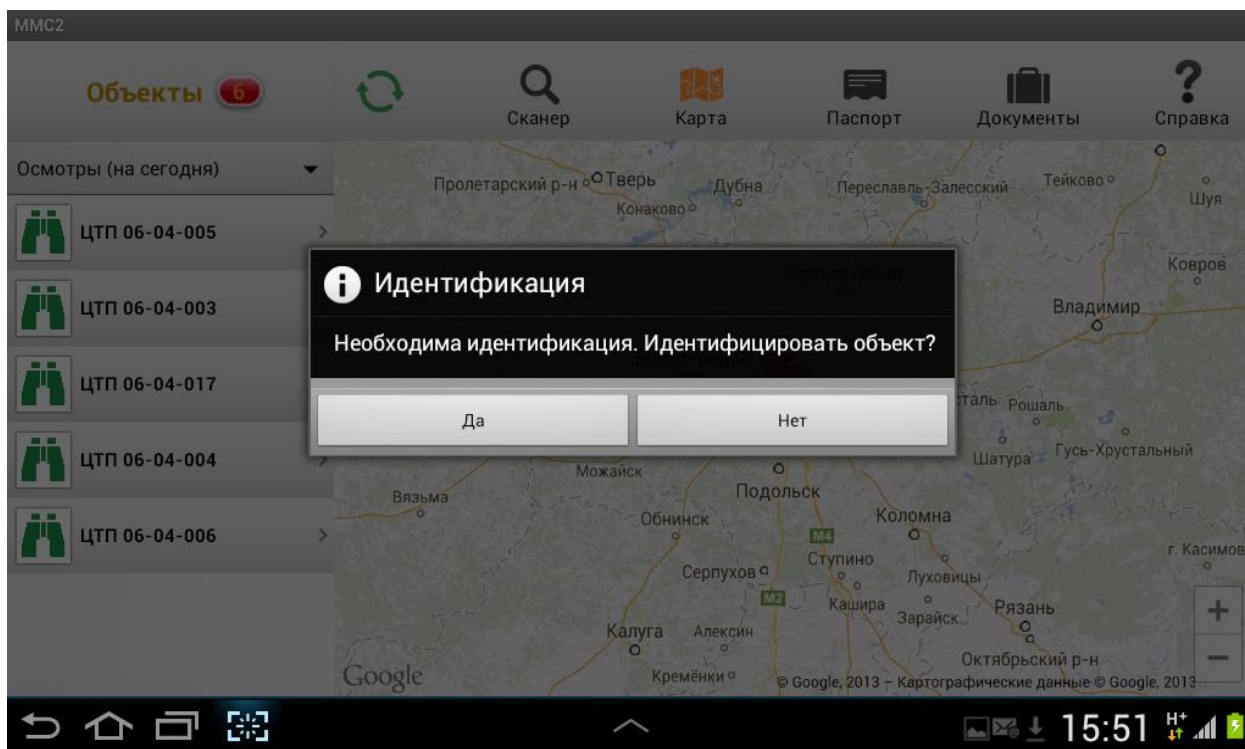 ММС2
Объекты 6
Сканер
Карта
Паспорт
Документы
Справка
Осмотры (на сегодня)
ЦТП 06-04-005
ЦТП 06-04-003
ЦТП 06-04-017
ЦТП 06-04-004
ЦТП 06-04-006
Пролетарский р-н
Тверь
Дубна
Переславль-Залесский
Тейково
Шуя
Конаково
Ковров
Владимир
Идентификация
Необходима идентификация. Идентифицировать объект?
Да
Нет
Рошаль
Шатура
Гусь-Хрустальный
Можайск
Вязьма
Подольск
Обнинск
Коломна
М4
Ступино
г. Касимов
Серпухов
Луховицы
М2
Кашира
Зарайск
Рязань
Калуга
Алексин
Октябрьский р-н
Кремёнки
Google
© Google, 2013 – Картографические данные © Google, 2013
+
−
15:51
H+